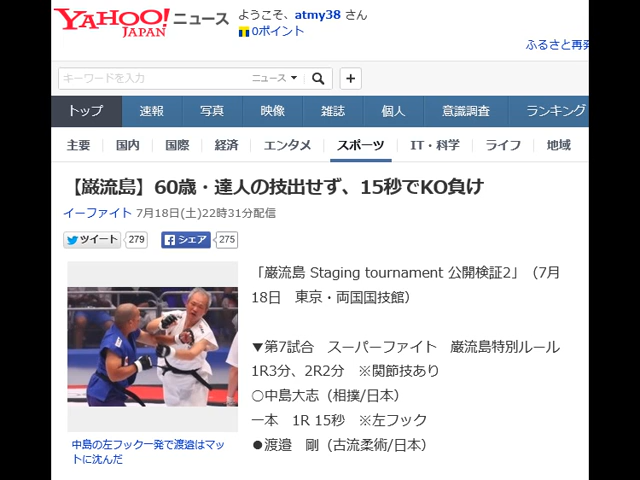 YAHOO! ニュース
JAPAN
ようこそ、atmy38 さん
0ポイント
ふるさと再発
キーワードを入力
ニュース
トップ 速報 写真 映像 雑誌 個人 意識調査 ランキング
主要 国内 国際 経済 エンタメ スポーツ IT・科学 ライフ 地域
【巌流島】60歳・達人の技出せず、15秒でKO負け
イーファイト 7月18日(土)22時31分配信
ツイート 279 シェア 275
「巌流島 Staging tournament 公開検証2」（7月
18日　東京・両国国技館）
▼第7試合　スーパーファイト　巌流島特別ルール
1R3分、2R2分　※関節技あり
○中島大志（相撲/日本）
一本　1R 15秒　※左フック
●渡邉　剛（古流柔術/日本）
中島の左フック一発で渡邉はマッ
トに沈んだ